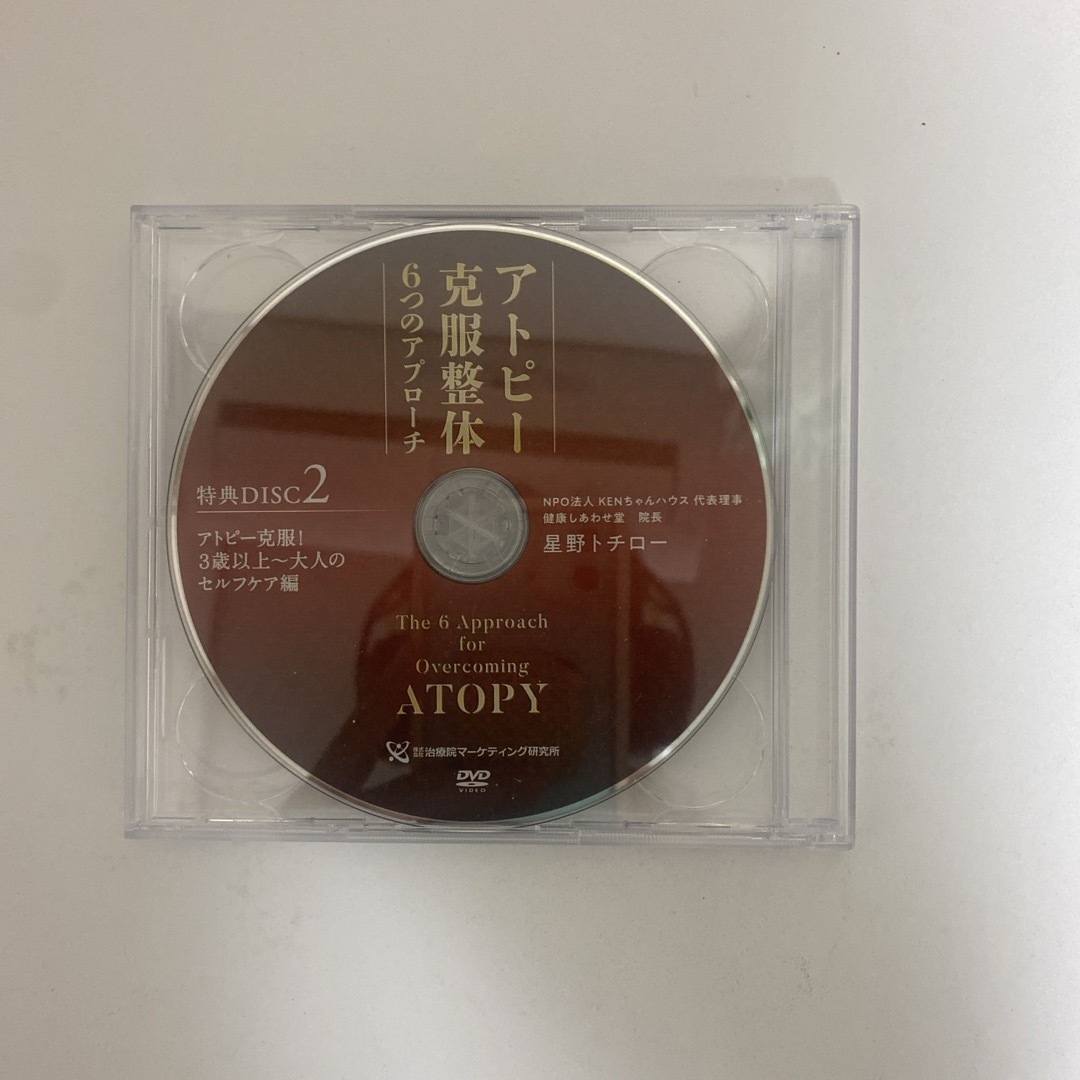 アトピー
克服整体
6つのアプローチ
特典DISC2
アトピー克服!
3歳以上〜大人の
セルフケア編
NPO法人 KENちゃんハウス 代表理事
健康しあわせ堂 院長
星野トチロー
The 6 Approach
for
Overcoming
ATOPY
株式会社 治療院マーケティング研究所
DVD
VIDEO